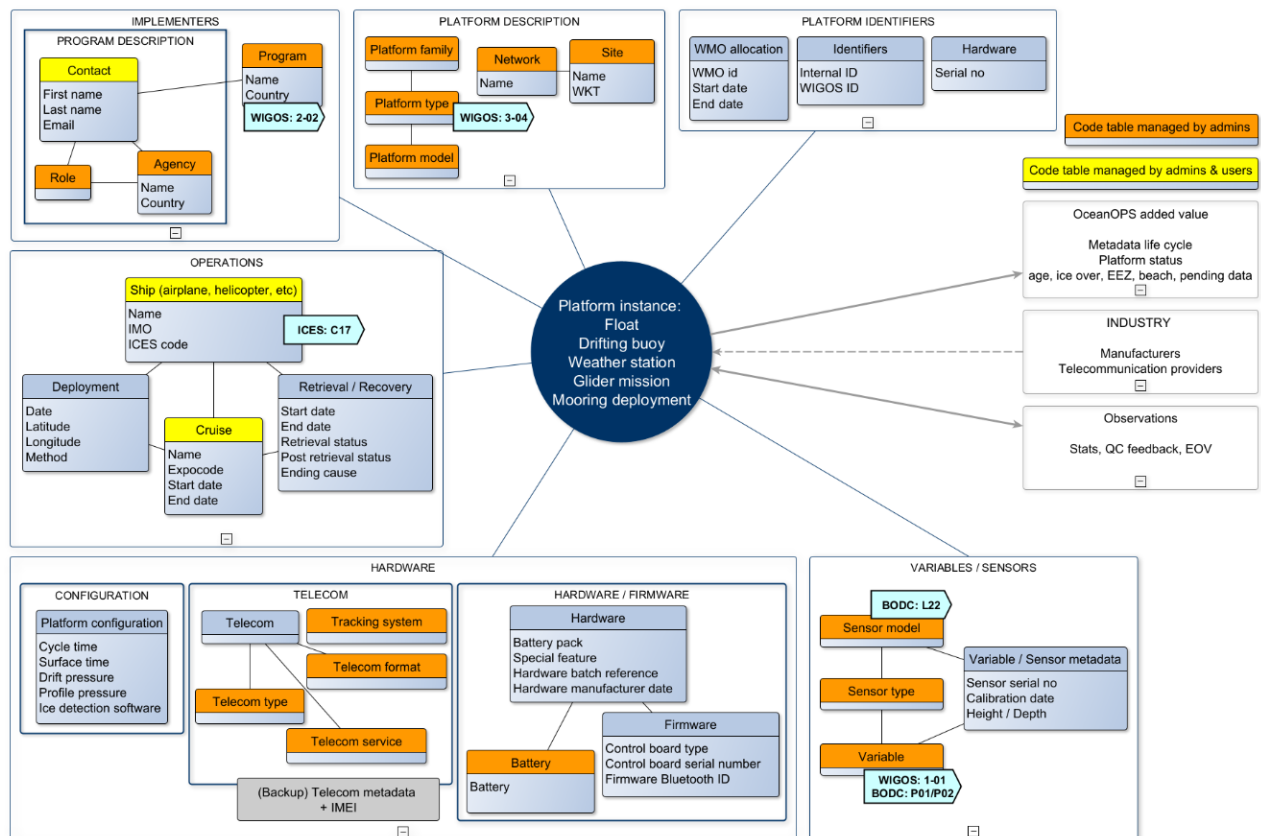 IMPLEMENTERS
PROGRAM DESCRIPTION
Contact
First name
Last name
Email
Program
Name
Country
WIGOS: 2-02
Role
Agency
Name
Country
PLATFORM DESCRIPTION
Platform family
Network
Name
Site
Name
WKT
Platform type
WIGOS: 3-04
Platform model
PLATFORM IDENTIFIERS
WMO allocation
WMO id
Start date
End date
Identifiers
Internal ID
WIGOS ID
Hardware
Serial no
Code table managed by admins
Code table managed by admins & users
OceanOPS added value
Metadata life cycle
Platform status
age, ice over, EEZ, beach, pending data
INDUSTRY
Manufacturers
Telecommunication providers
Observations
Stats, QC feedback, EOV
Platform instance:
Float
Drifting buoy
Weather station
Glider mission
Mooring deployment
OPERATIONS
Ship (airplane, helicopter, etc)
Name
IMO
ICES code
ICES: C17
Deployment
Date
Latitude
Longitude
Method
Cruise
Name
Expocode
Start date
End date
Retrieval / Recovery
Start date
End date
Retrieval status
Post retrieval status
Ending cause
HARDWARE
CONFIGURATION
Platform configuration
Cycle time
Surface time
Drift pressure
Profile pressure
Ice detection software
TELECOM
Telecom
Tracking system
Telecom format
Telecom type
Telecom service
(Backup) Telecom metadata
+ IMEI
HARDWARE / FIRMWARE
Hardware
Battery pack
Special feature
Hardware batch reference
Hardware manufacturer date
Battery
Battery
Firmware
Control board type
Control board serial number
Firmware Bluetooth ID
VARIABLES / SENSORS
BODC: L22
Sensor model
Sensor type
Variable
WIGOS: 1-01
BODC: P01/P02
Variable / Sensor metadata
Sensor serial no
Calibration date
Height / Depth